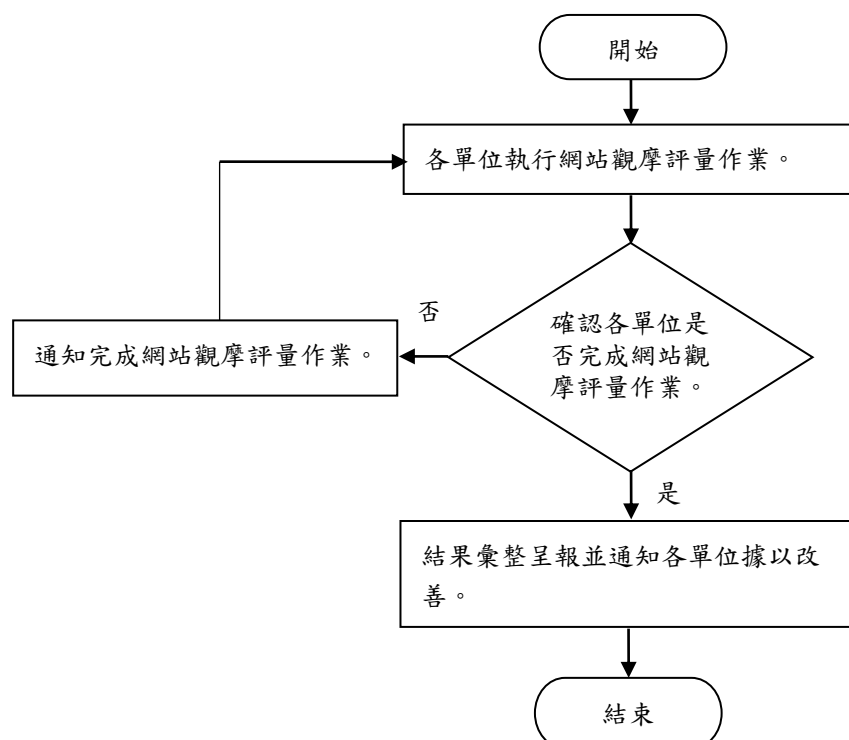 開始
各單位執行網站觀摩評量作業。
否
確認各單位是
否完成網站觀
摩評量作業。
通知完成網站觀摩評量作業。
是
結果彙整呈報並通知各單位據以改
善。
結束